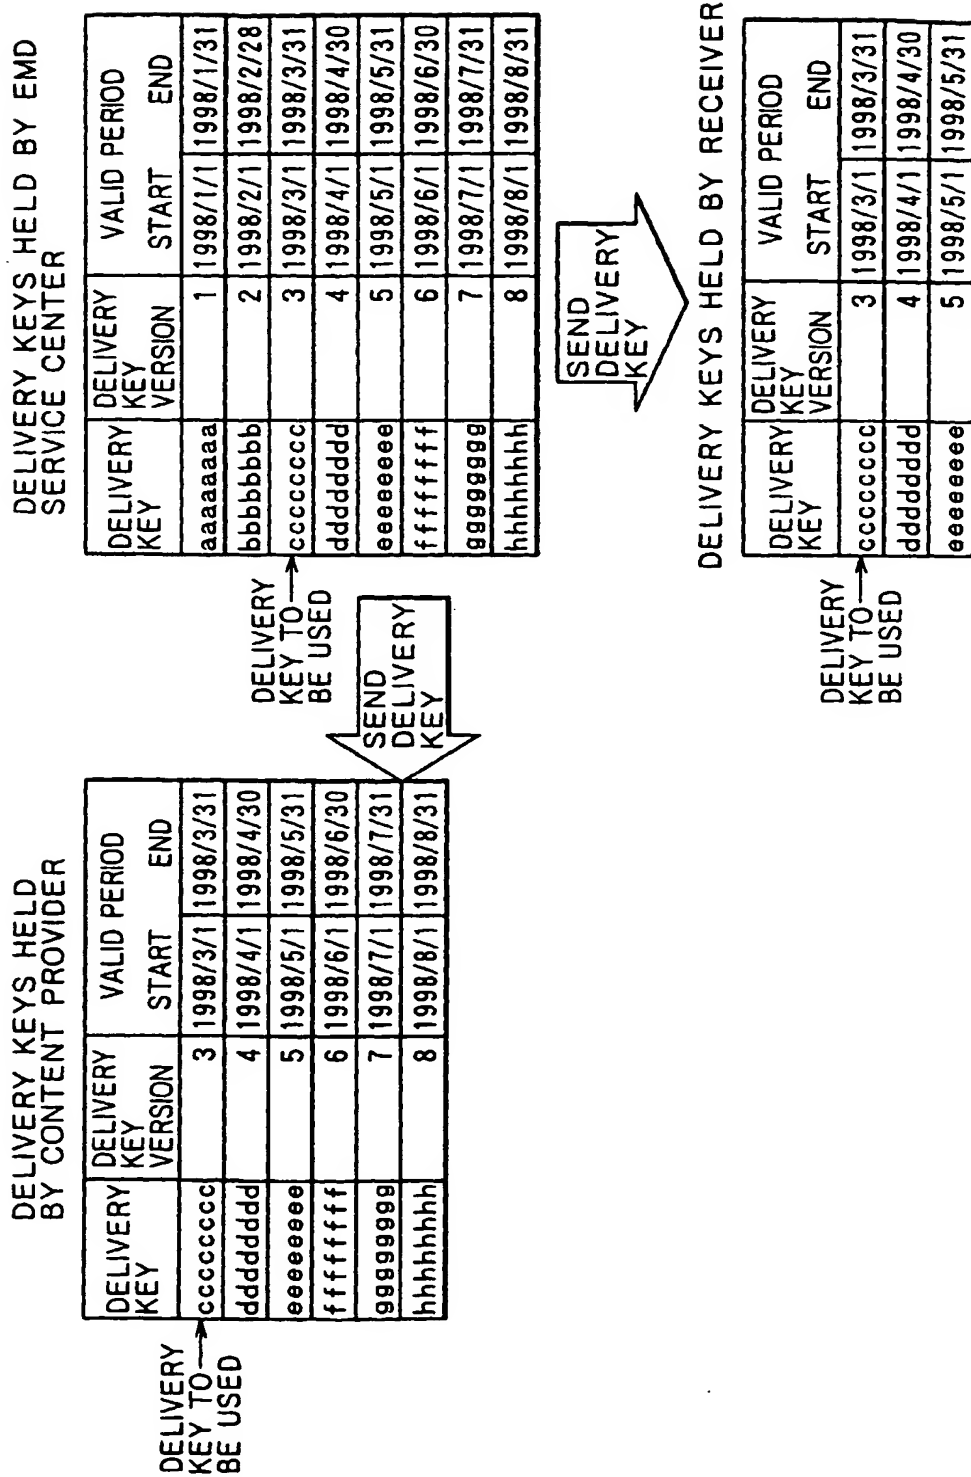 DELIVERY KEYS HELD
BY CONTENT PROVIDER
DELIVERY
KEY
DELIVERY
KEY
VERSION
VALID PERIOD
START END
cccccccc 3 1998/3/1 1998/3/31
dddddddd 4 1998/4/1 1998/4/30
eeeeeeee 5 1998/5/1 1998/5/31
ffffffff 6 1998/6/1 1998/6/30
gggggggg 7 1998/7/1 1998/7/31
hhhhhhhh 8 1998/8/1 1998/8/31
DELIVERY
KEY TO
BE USED
SEND
DELIVERY
KEY
DELIVERY KEYS HELD BY EMD
SERVICE CENTER
DELIVERY
KEY
DELIVERY
KEY
VERSION
VALID PERIOD
START END
aaaaaaaa 1 1998/1/1 1998/1/31
bbbbbbbb 2 1998/2/1 1998/2/28
cccccccc 3 1998/3/1 1998/3/31
dddddddd 4 1998/4/1 1998/4/30
eeeeeeee 5 1998/5/1 1998/5/31
ffffffff 6 1998/6/1 1998/6/30
gggggggg 7 1998/7/1 1998/7/31
hhhhhhhh 8 1998/8/1 1998/8/31
DELIVERY
KEY TO
BE USED
SEND
DELIVERY
KEY
DELIVERY KEYS HELD BY RECEIVER
DELIVERY
KEY
DELIVERY
KEY
VERSION
VALID PERIOD
START END
cccccccc 3 1998/3/1 1998/3/31
dddddddd 4 1998/4/1 1998/4/30
eeeeeeee 5 1998/5/1 1998/5/31
DELIVERY
KEY TO
BE USED